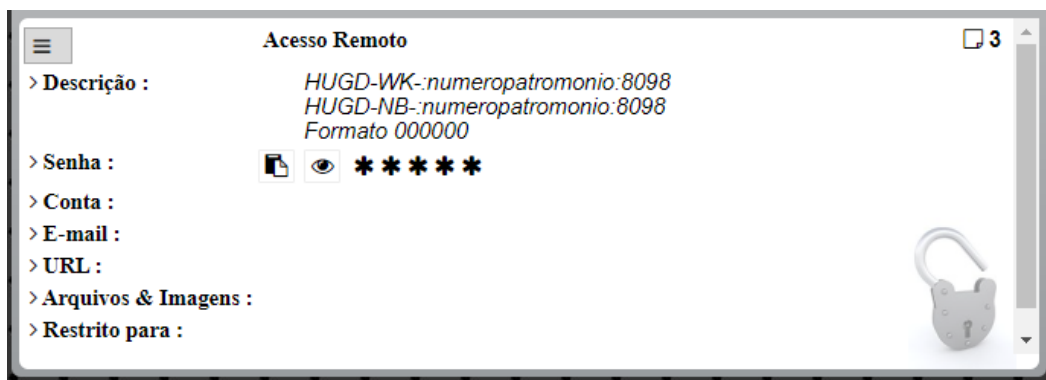 Acesso Remoto
3
Descrição :
HUGD-WK-:numeropatromonio:8098
HUGD-NB-:numeropatromonio:8098
Formato 000000
Senha :
*****
Conta :
E-mail :
URL :
Arquivos & Imagens :
Restrito para :